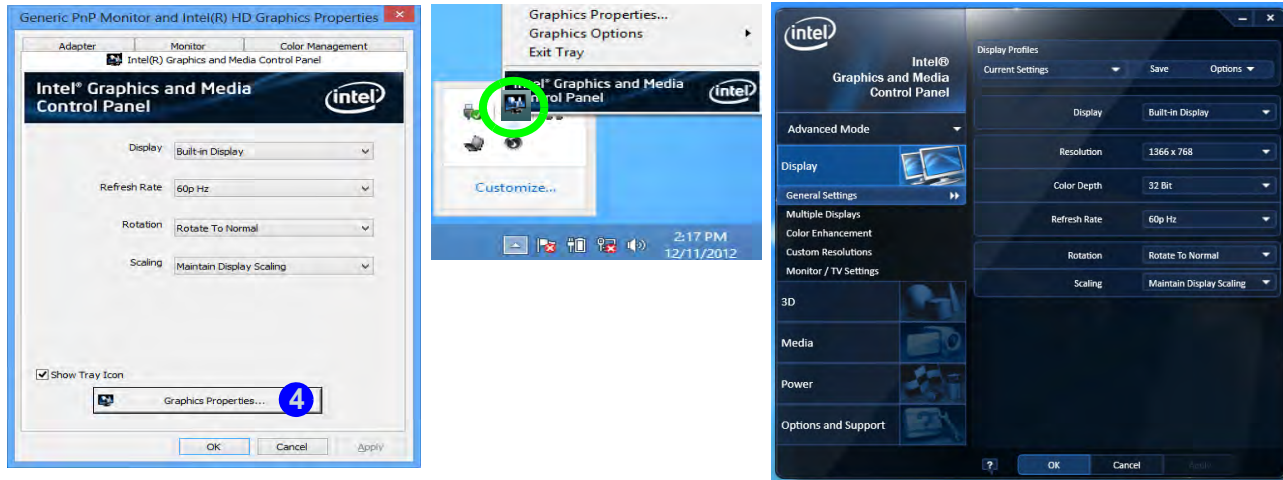 Generic PnP Monitor and Intel(R) HD Graphics Properties
Adapter Monitor Color Management
Intel(R) Graphics and Media Control Panel
Intel® Graphics and Media
Control Panel
intel
Display Built-in Display
Refresh Rate 60p Hz
Rotation Rotate To Normal
Scaling Maintain Display Scaling
Show Tray Icon
Graphics Properties... 4
OK Cancel Apply
Graphics Properties...
Graphics Options
Exit Tray
Graphics and Media
Panel
intel
Customize...
2:17 PM
12/11/2012
intel
Intel®
Graphics and Media
Control Panel
Advanced Mode
Display
General Settings
Multiple Displays
Color Enhancement
Custom Resolutions
Monitor / TV Settings
3D
Media
Power
Options and Support
Display Profiles
Current Settings Save Options
Display Built-in Display
Resolution 1366 x 768
Color Depth 32 Bit
Refresh Rate 60p Hz
Rotation Rotate To Normal
Scaling Maintain Display Scaling
? OK Cancel Apply